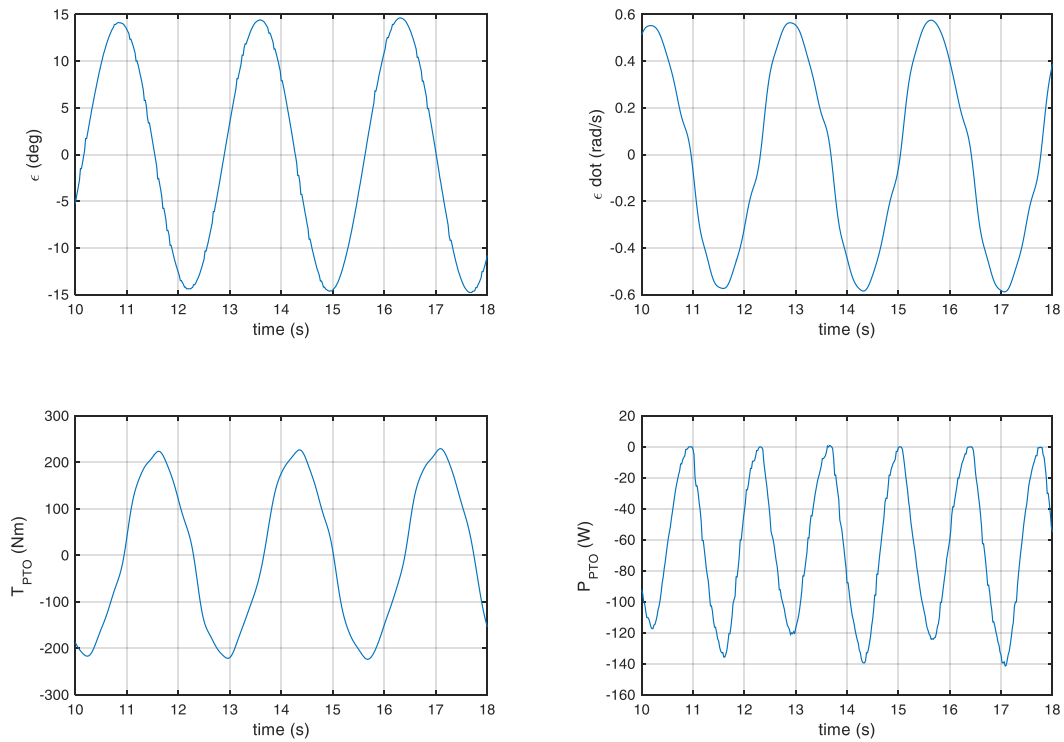 15
10
5
0
-5
-10
-15
ϵ (deg)
10 11 12 13 14 15 16 17 18
time (s)
0.6
0.4
0.2
0
-0.2
-0.4
-0.6
ϵ dot (rad/s)
10 11 12 13 14 15 16 17 18
time (s)
300
200
100
0
-100
-200
-300
T_PTO (Nm)
10 11 12 13 14 15 16 17 18
time (s)
20
0
-20
-40
-60
-80
-100
-120
-140
-160
P_PTO (W)
10 11 12 13 14 15 16 17 18
time (s)